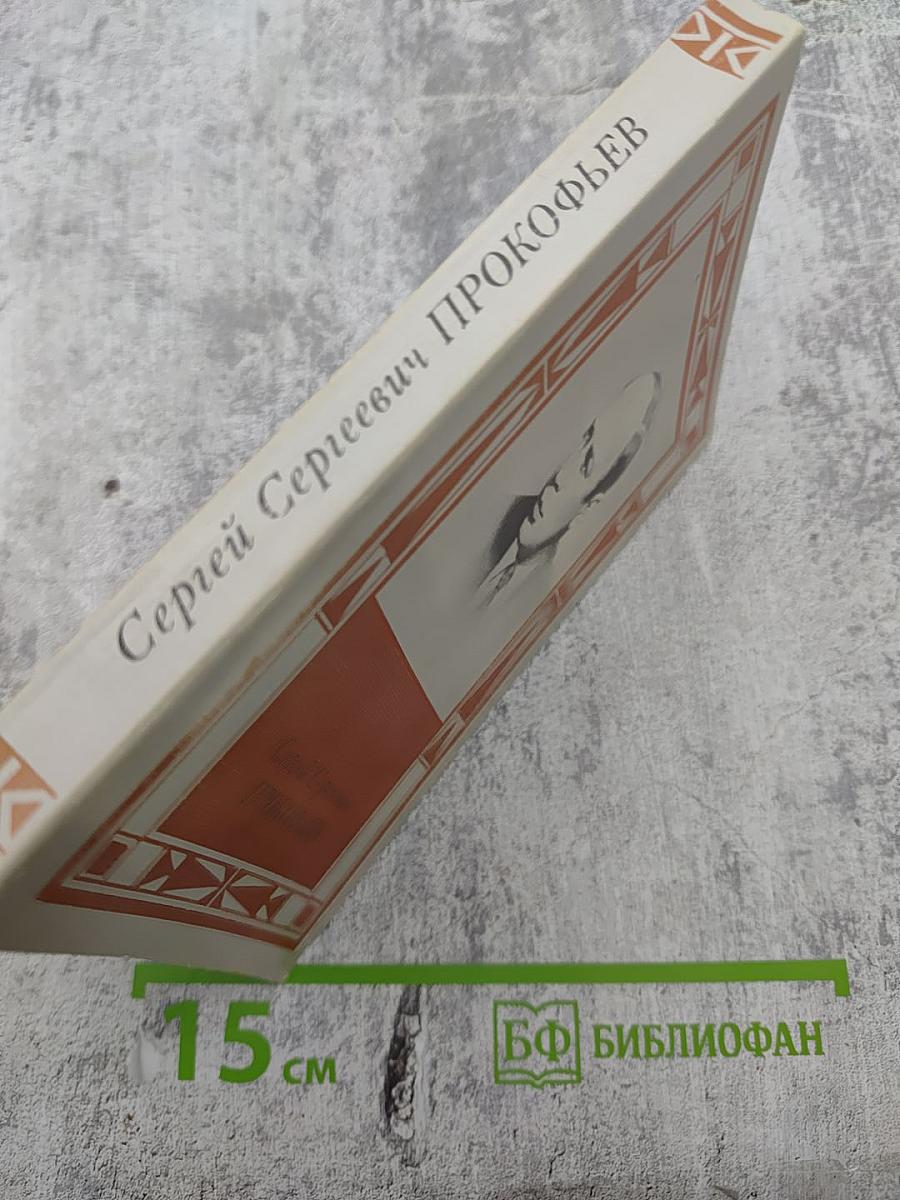 Сергей Сергеевич ПРОКОФЬЕВ
15 см
БФ БИБЛИОФАН